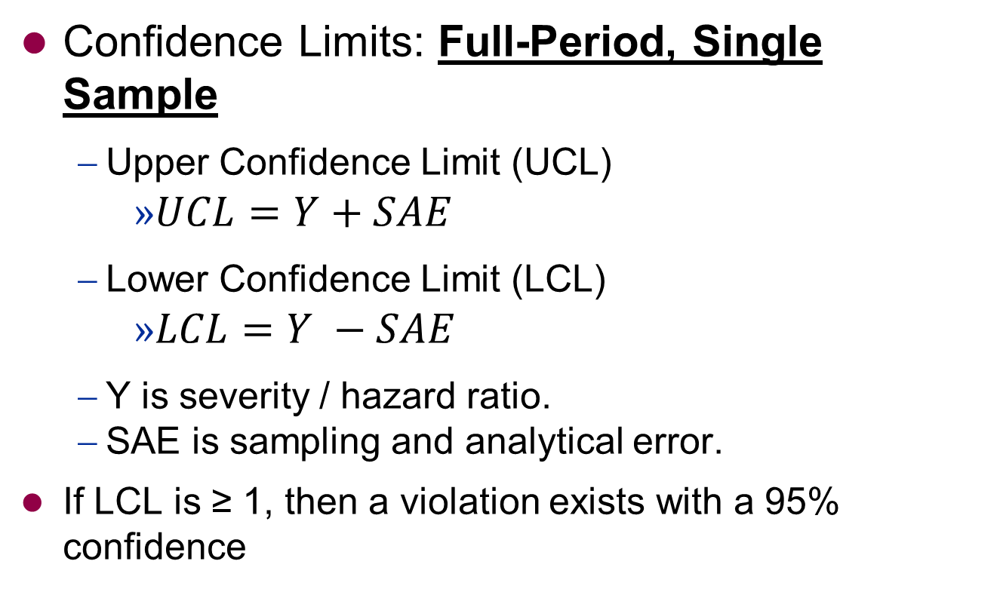 ● Confidence Limits: Full-Period, Single
Sample
– Upper Confidence Limit (UCL)
»UCL = Y + SAE
– Lower Confidence Limit (LCL)
»LCL = Y − SAE
– Y is severity / hazard ratio.
– SAE is sampling and analytical error.
● If LCL is ≥ 1, then a violation exists with a 95%
confidence